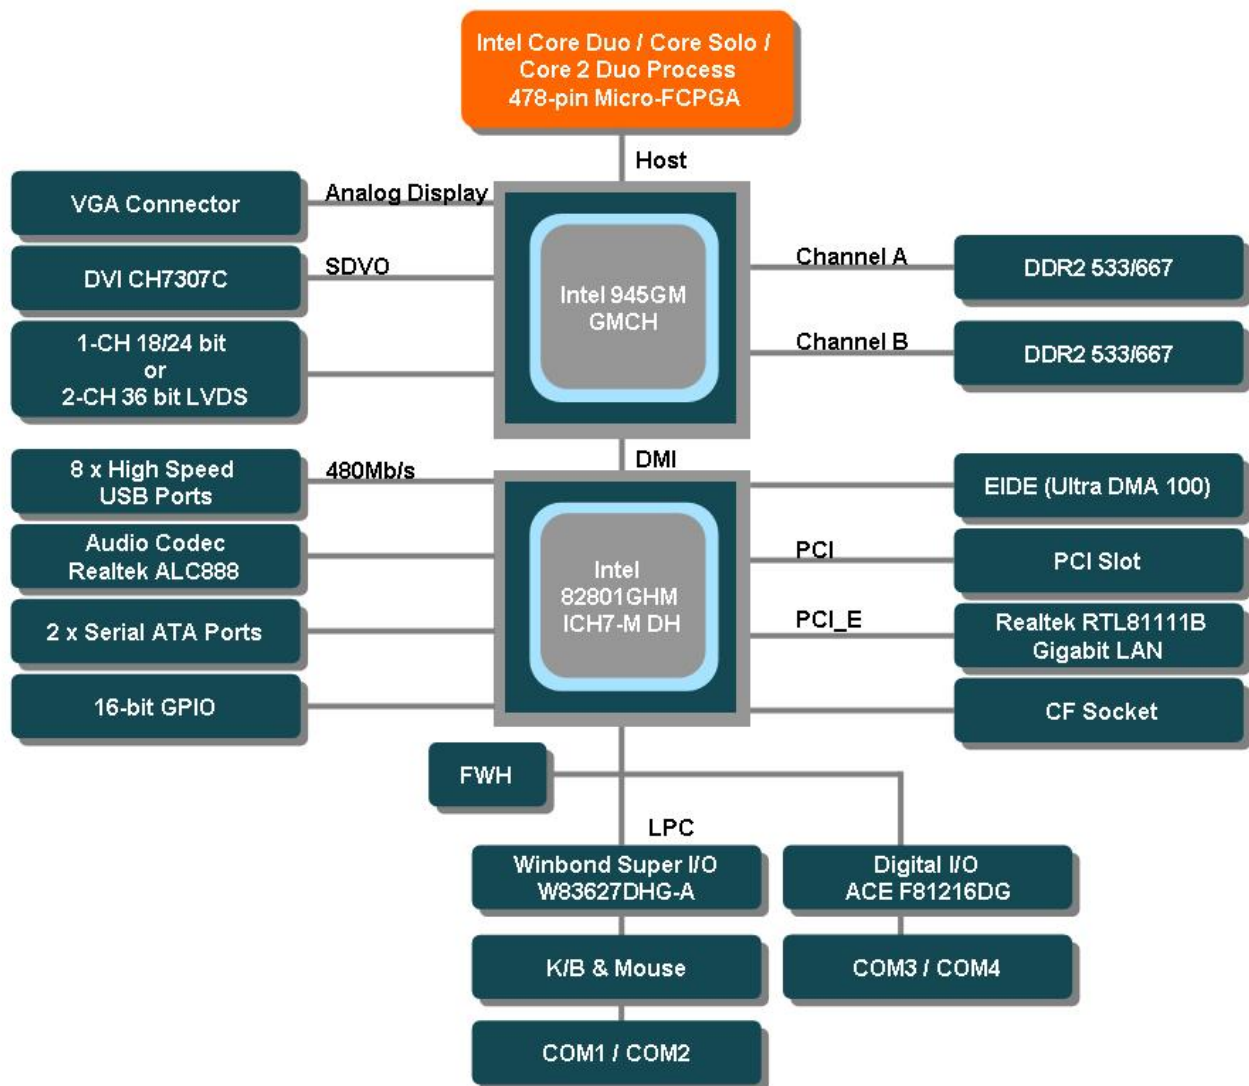 Intel Core Duo / Core Solo /
Core 2 Duo Process
478-pin Micro-FCPGA
Host
VGA Connector
Analog Display
DVI CH7307C
SDVO
1-CH 18/24 bit
or
2-CH 36 bit LVDS
Intel 945GM
GMCH
Channel A
DDR2 533/667
Channel B
DDR2 533/667
DMI
8 x High Speed
USB Ports
480Mb/s
Audio Codec
Realtek ALC888
2 x Serial ATA Ports
16-bit GPIO
Intel
82801GHM
ICH7-M DH
EIDE (Ultra DMA 100)
PCI
PCI Slot
PCI_E
Realtek RTL81111B
Gigabit LAN
CF Socket
FWH
LPC
Winbond Super I/O
W83627DHG-A
Digital I/O
ACE F81216DG
K/B & Mouse
COM3 / COM4
COM1 / COM2